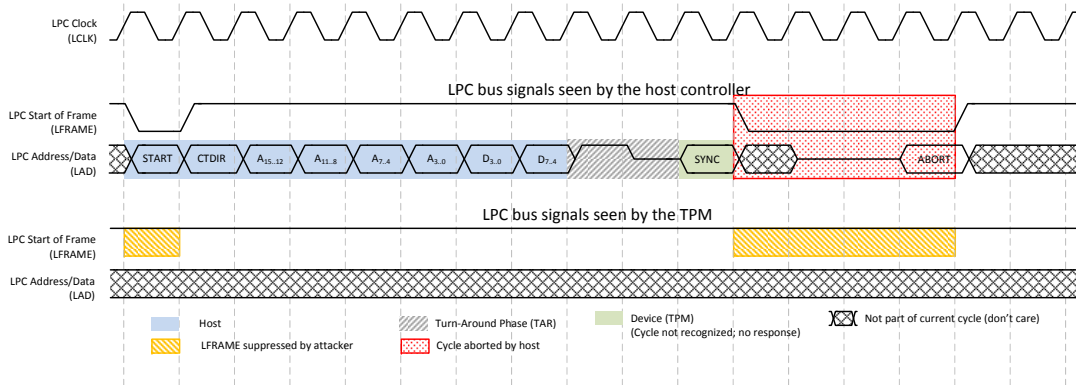 LPC Clock
(LCLK)
LPC bus signals seen by the host controller
LPC Start of Frame
(LFRAME)
LPC Address/Data
(LAD)
START CTDIR A15..12 A11..8 A7..4 A3..0 D3..0 D7..4 SYNC ABORT
LPC bus signals seen by the TPM
LPC Start of Frame
(LFRAME)
LPC Address/Data
(LAD)
Host
Turn-Around Phase (TAR)
Device (TPM)
(Cycle not recognized; no response)
Not part of current cycle (don't care)
LFRAME suppressed by attacker
Cycle aborted by host